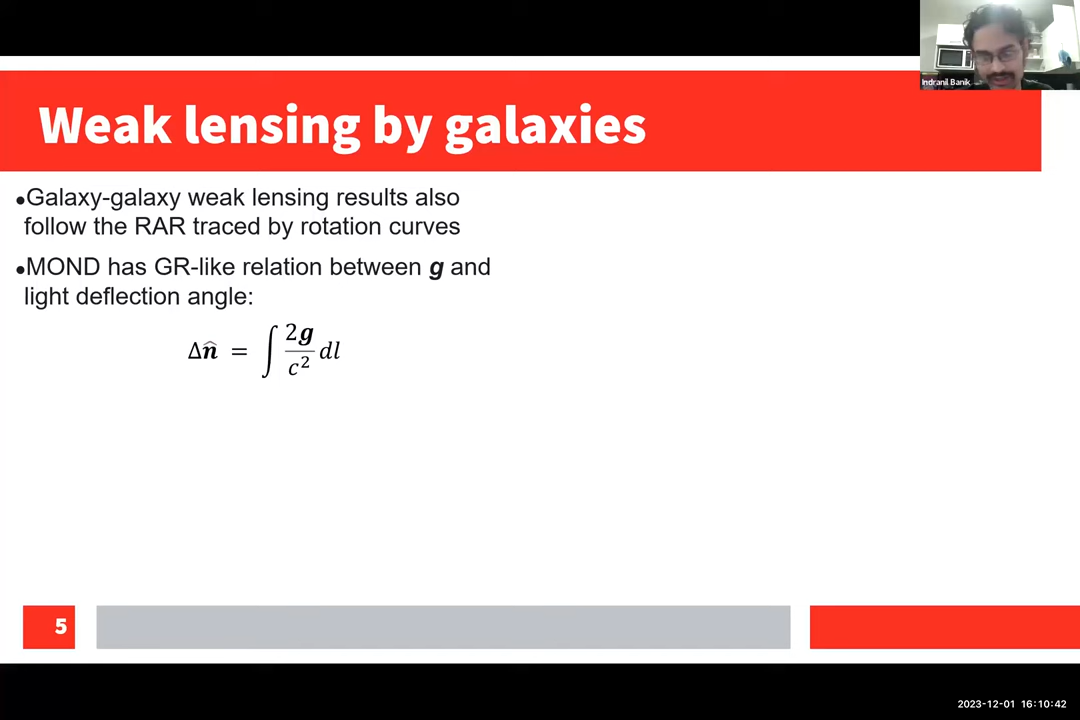 Indranil Banik
Weak lensing by galaxies
•Galaxy-galaxy weak lensing results also
follow the RAR traced by rotation curves
•MOND has GR-like relation between g and
light deflection angle:
Δn̂ = ∫ 2g/c² dl
5
2023-12-01 16:10:42